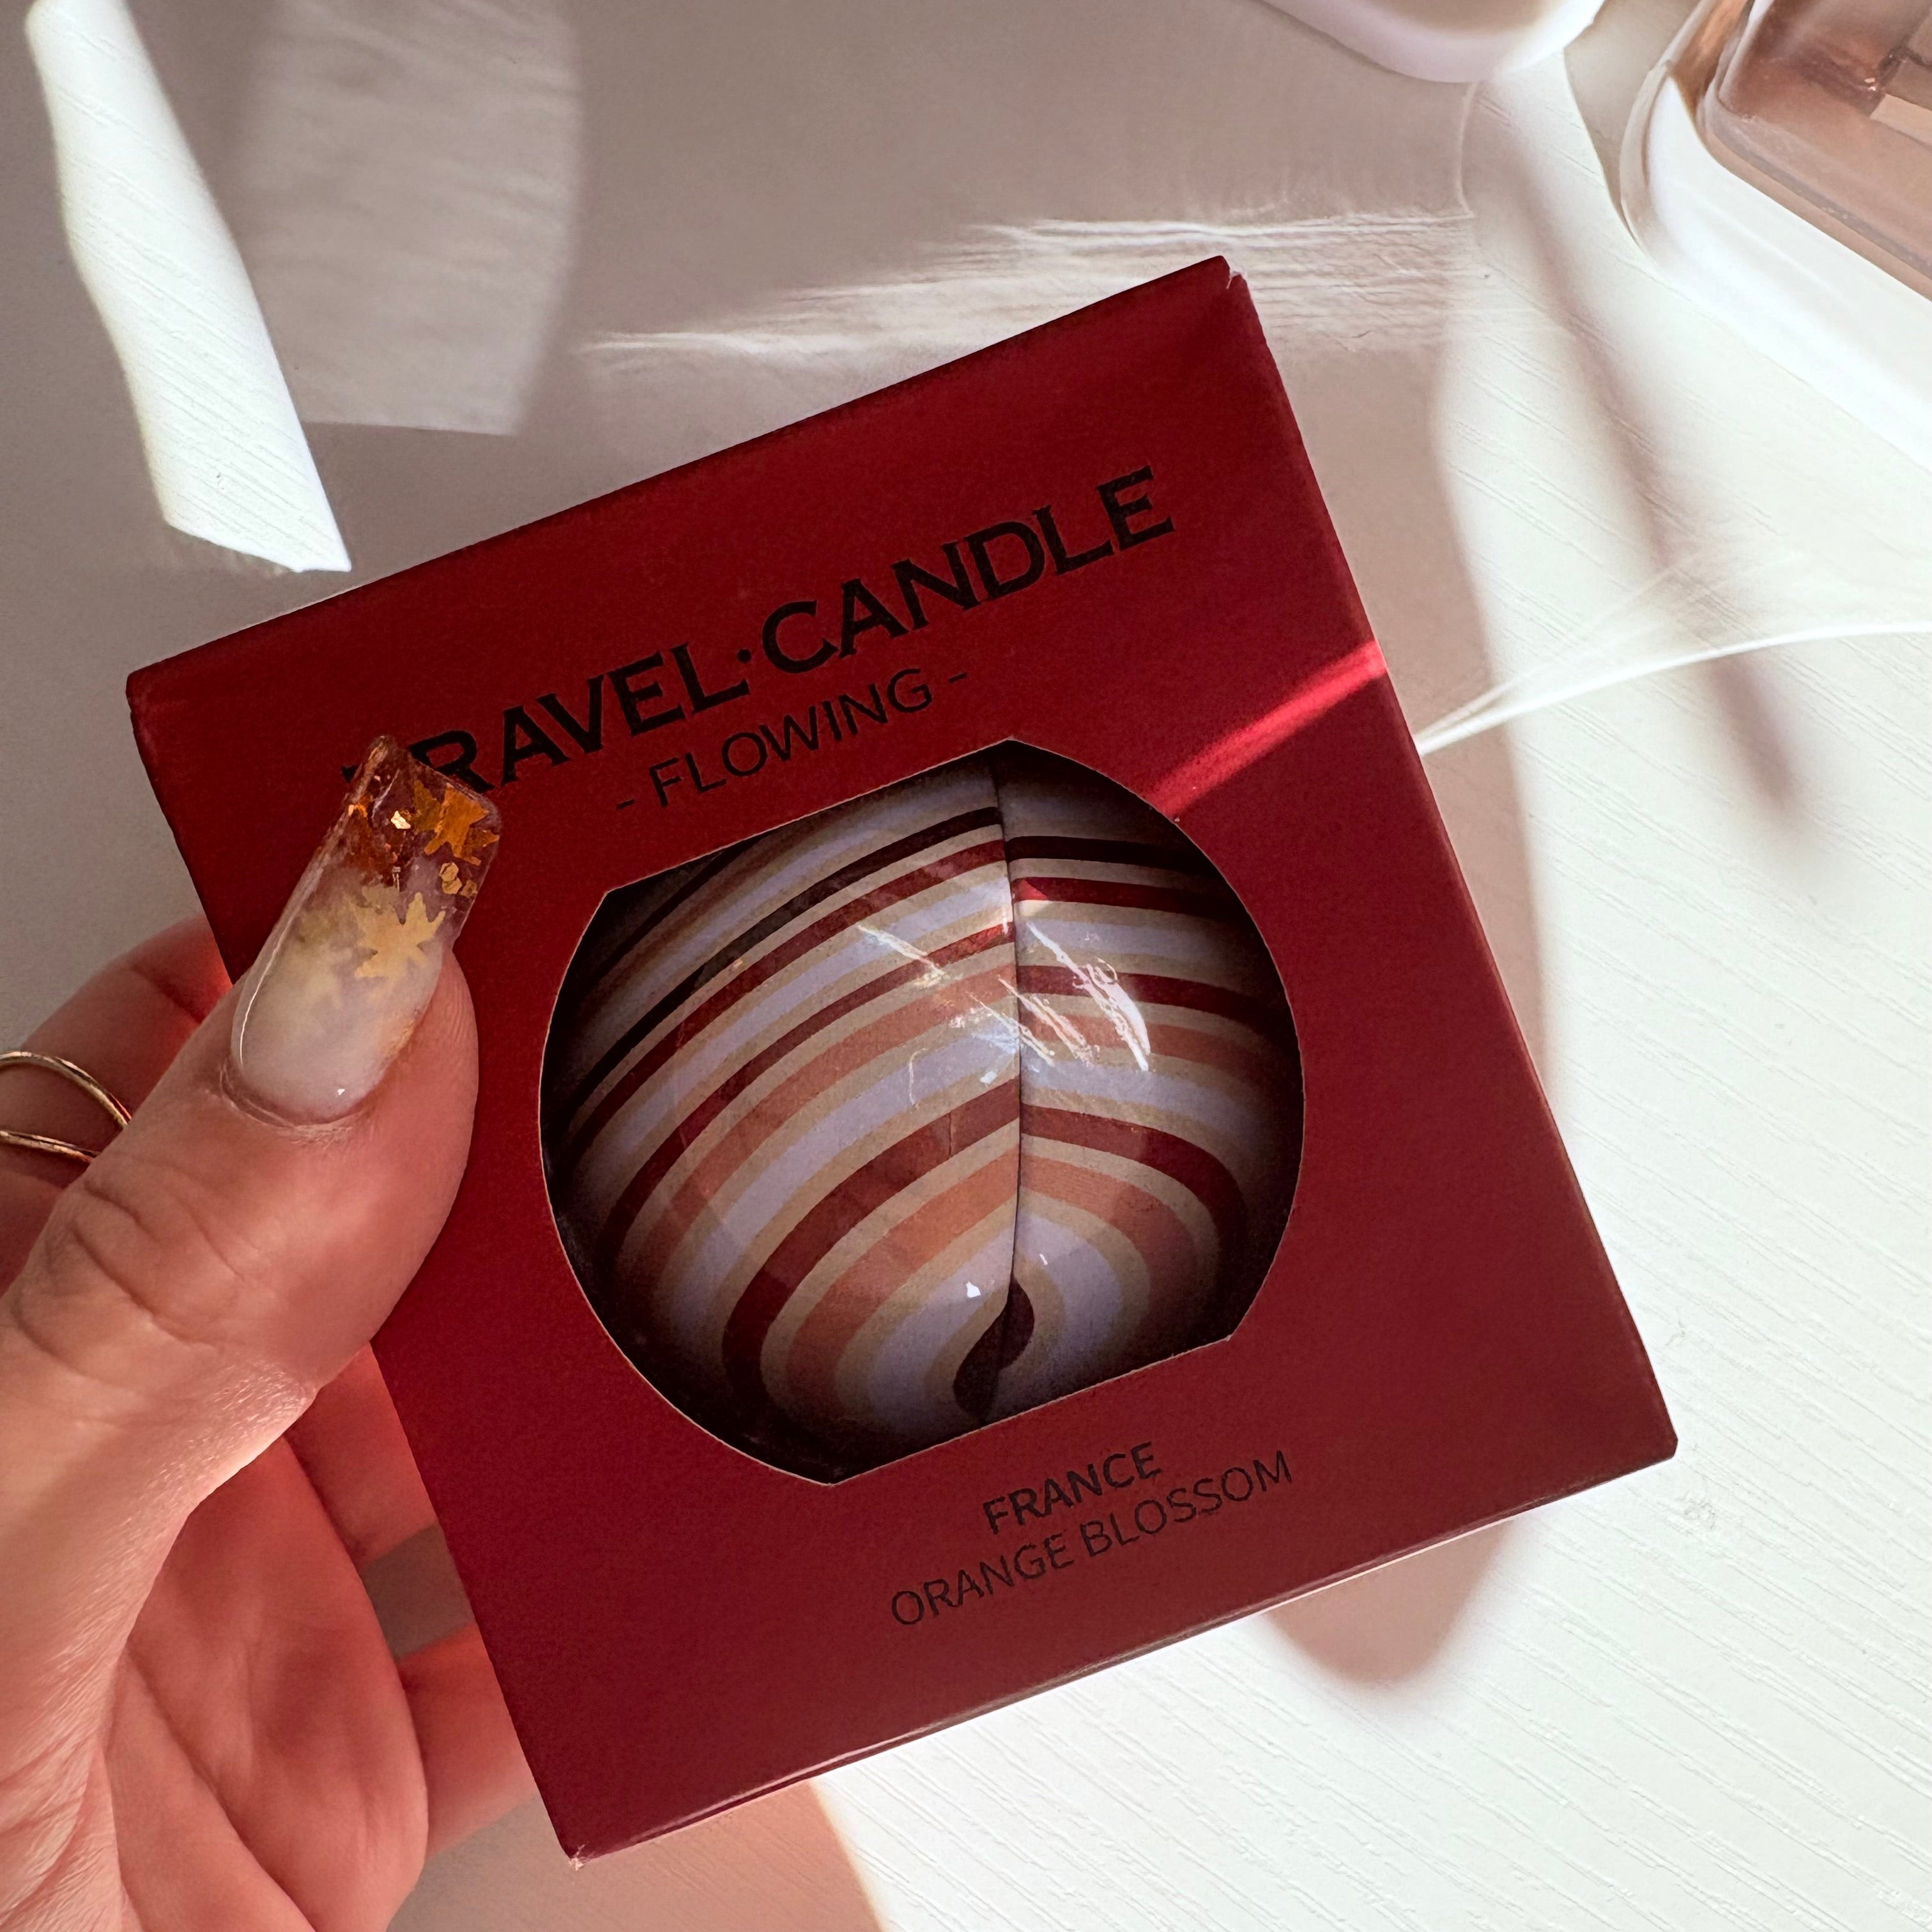 TRAVEL·CANDLE
- FLOWING -
FRANCE
ORANGE BLOSSOM